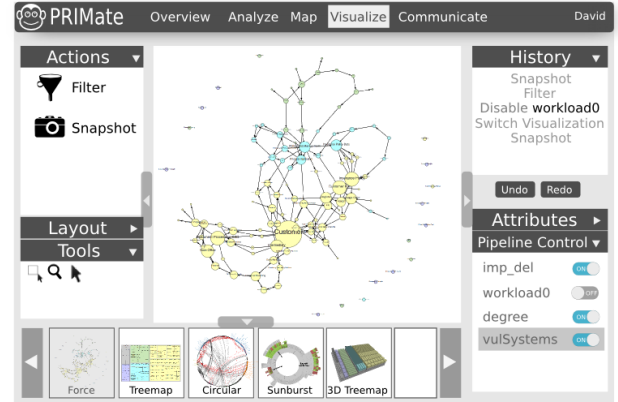 PRIMate Overview Analyze Map Visualize Communicate David
Actions
Filter
Snapshot
Layout
Tools
Customer
History
Snapshot
Filter
Disable workload0
Switch Visualization
Snapshot
Undo Redo
Attributes
Pipeline Control
imp_del ON
workload0 OFF
degree ON
vulSystems ON
Force Treemap Circular Sunburst 3D Treemap